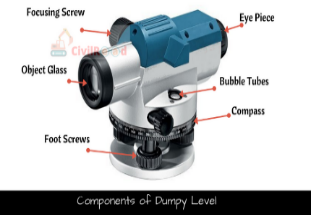 Focusing Screw
Eye Piece
Object Glass
Bubble Tubes
Compass
Foot Screws
Components of Dumpy Level